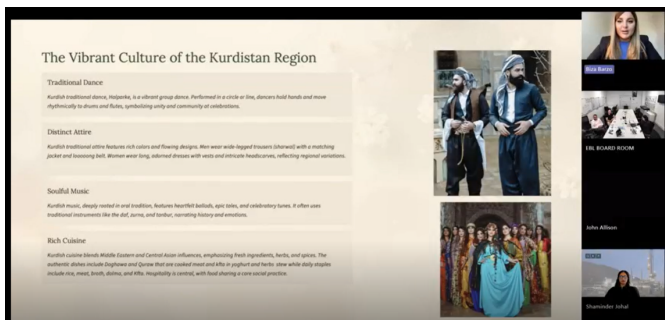 The Vibrant Culture of the Kurdistan Region
Traditional Dance
Kurdish traditional dance, Halperke, is a vibrant group dance. Performed in a circle or line, dancers hold hands and move
rhythmically to drums and flutes, symbolizing unity and community at celebrations.
Distinct Attire
Kurdish traditional attire features rich colors and flowing designs. Men wear wide-legged trousers (sharwal) with a matching
jacket and belt. Women wear long, adorned dresses with vests and intricate headscarves, reflecting regional variations.
Soulful Music
Kurdish music, deeply rooted in oral tradition, features heartfelt ballads, epic tales, and celebratory tunes. It often uses
traditional instruments like the daf, zurna, and tanbur, narrating history and emotions.
Rich Cuisine
Kurdish cuisine blends Middle Eastern and Central Asian influences, emphasizing fresh ingredients, herbs, and spices. The
authentic dishes include and that are cooked meat and kfta in yoghurt and herbs stew while daily staples
include rice, meat, broth, dolma, and Kfta. Hospitality is central, with food sharing a core social practice.
Riza Barzo
EBL BOARD ROOM
John Allison
Shaminder Johal